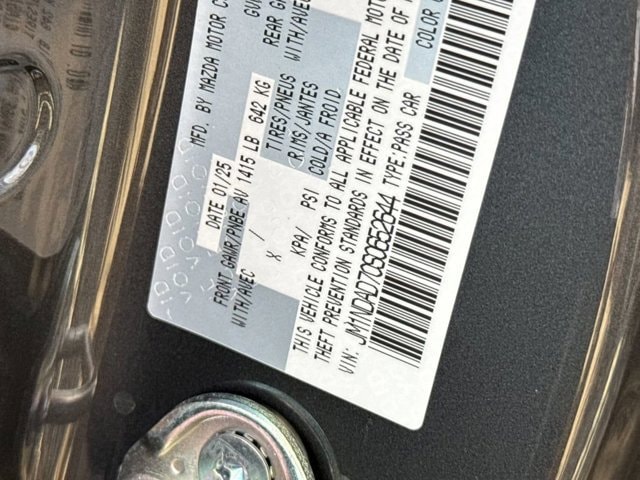 MFD. BY MAZDA MOTOR
DATE 01/25
FRONT GAWR/PNBE AV 1415 LB 642 KG
WITH/AVEC
TIRES/PNEUS
WITH/AVEC
/
X
RIMS/JANTES
KPA/ PSI COLD/A FROID
REAR
THIS VEHICLE CONFORMS TO ALL APPLICABLE FEDERAL
THEFT PREVENTION STANDARDS IN EFFECT ON THE DATE OF
VIN: JM1NDAD70S0652644 TYPE:PASS CAR
COLOR